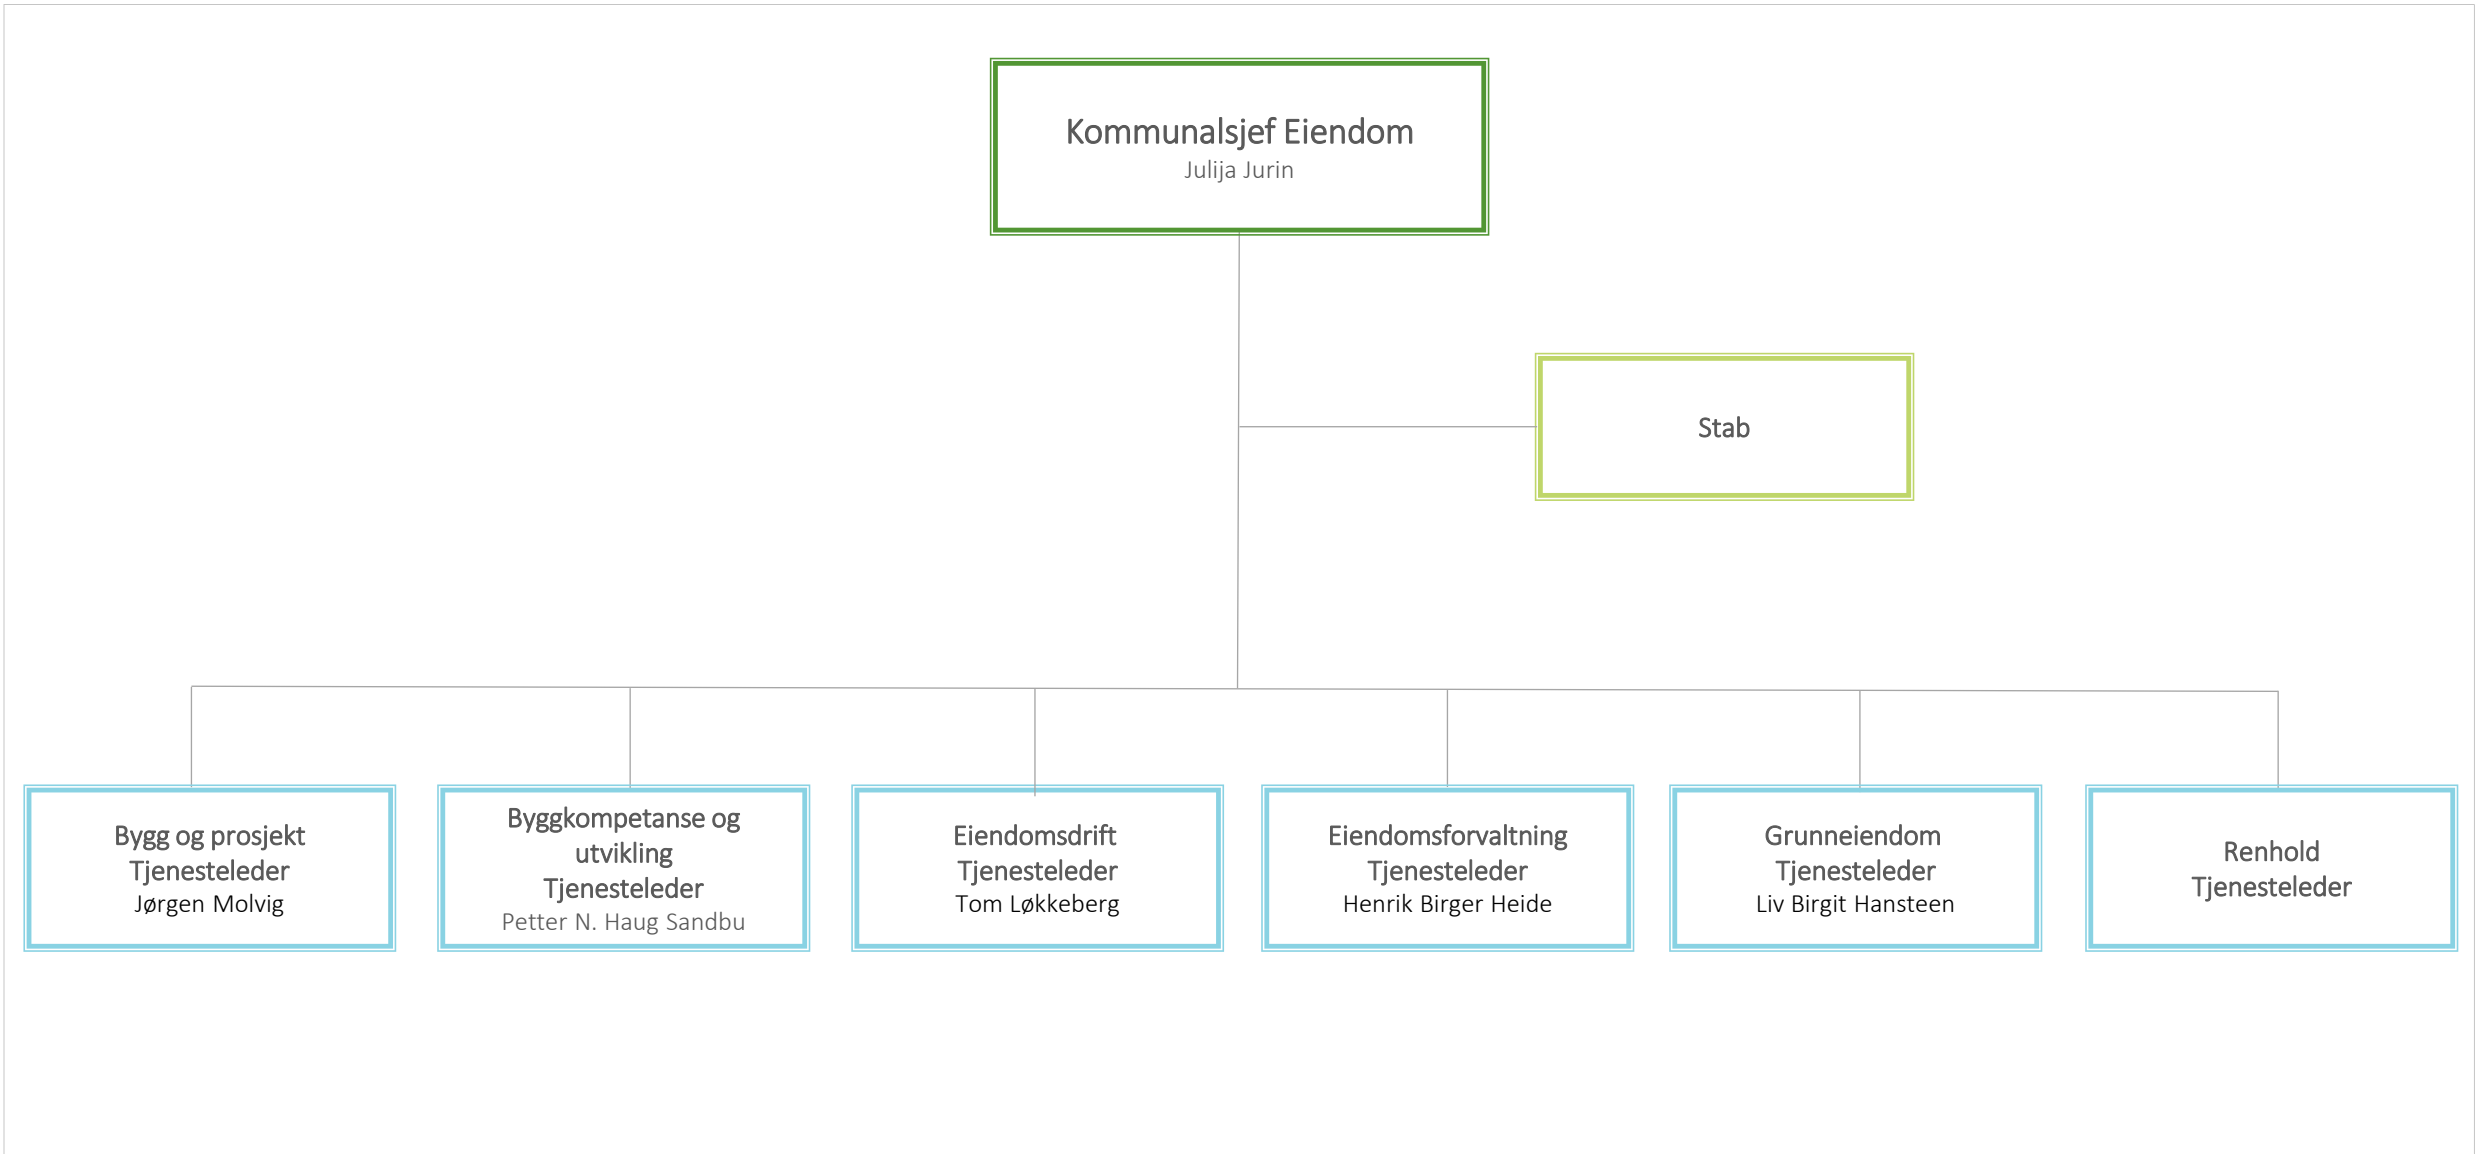 Kommunalsjef Eiendom
Julija Jurin
Stab
Bygg og prosjekt
Tjenesteleder
Jørgen Molvig
Byggkompetanse og
utvikling
Tjenesteleder
Petter N. Haug Sandbu
Eiendomsdrift
Tjenesteleder
Tom Løkkeberg
Eiendomsforvaltning
Tjenesteleder
Henrik Birger Heide
Grunneiendom
Tjenesteleder
Liv Birgit Hansteen
Renhold
Tjenesteleder